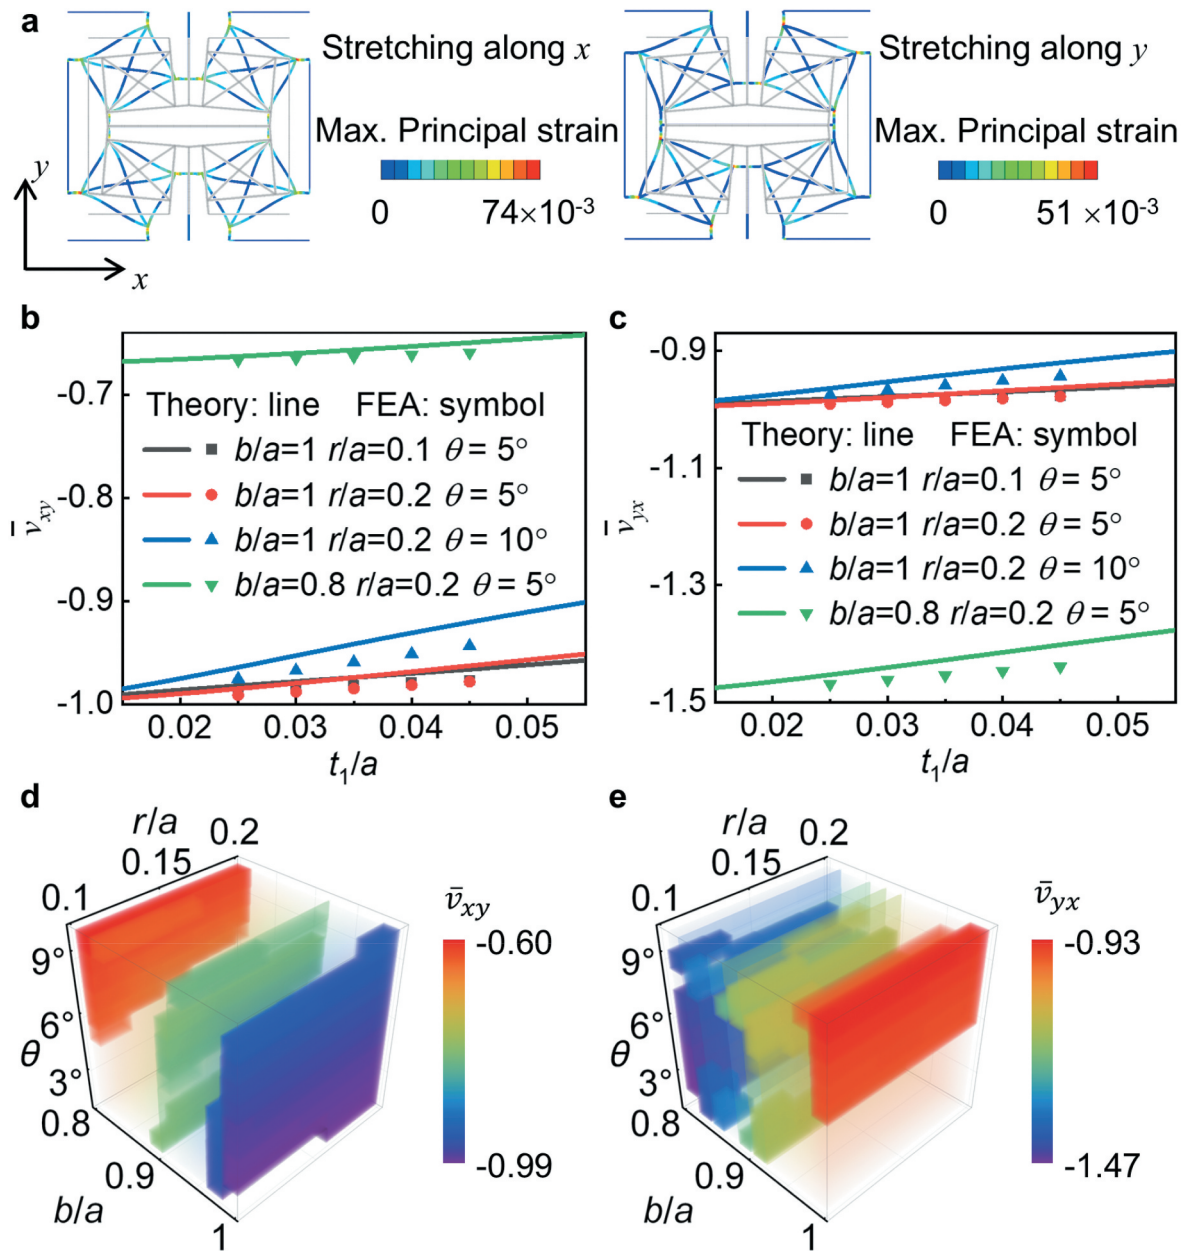 a
Stretching along x
Max. Principal strain
0 74×10⁻³
y
x
Stretching along y
Max. Principal strain
0 51 ×10⁻³
b
ν̄xy
-0.7
-0.8
-0.9
-1.0
Theory: line FEA: symbol
b/a=1 r/a=0.1 θ = 5°
b/a=1 r/a=0.2 θ = 5°
b/a=1 r/a=0.2 θ = 10°
b/a=0.8 r/a=0.2 θ = 5°
0.02 0.03 0.04 0.05
t₁/a
c
ν̄yx
-0.9
-1.1
-1.3
-1.5
Theory: line FEA: symbol
b/a=1 r/a=0.1 θ = 5°
b/a=1 r/a=0.2 θ = 5°
b/a=1 r/a=0.2 θ = 10°
b/a=0.8 r/a=0.2 θ = 5°
0.02 0.03 0.04 0.05
t₁/a
d
r/a
0.2
0.15
0.1
9°
6°
θ
3°
0.8
0.9
b/a
1
ν̄xy
-0.60
-0.99
e
r/a
0.2
0.15
0.1
9°
6°
θ
3°
0.8
0.9
b/a
1
ν̄yx
-0.93
-1.47